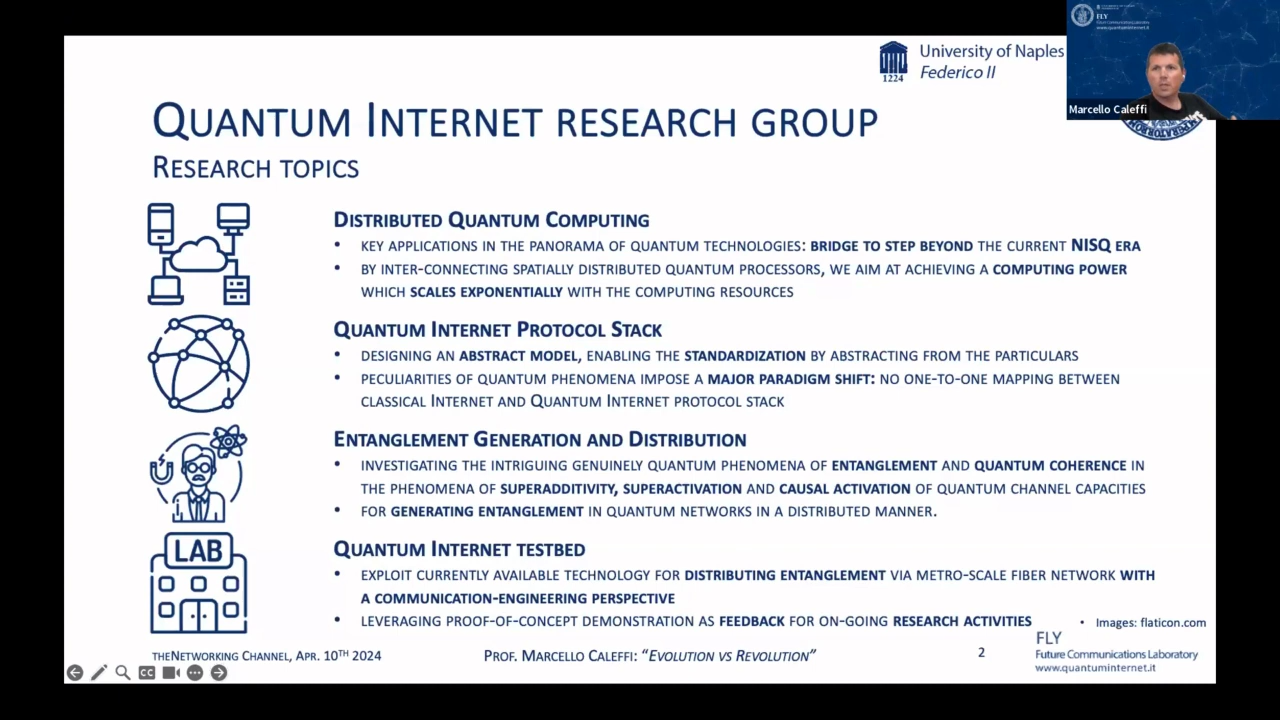 University of Naples
Federico II
1224
FLY
Future Communications Laboratory
www.quantuminternet.it
Marcello Caleffi
QUANTUM INTERNET RESEARCH GROUP
RESEARCH TOPICS
DISTRIBUTED QUANTUM COMPUTING
• KEY APPLICATIONS IN THE PANORAMA OF QUANTUM TECHNOLOGIES: BRIDGE TO STEP BEYOND THE CURRENT NISQ ERA
• BY INTER-CONNECTING SPATIALLY DISTRIBUTED QUANTUM PROCESSORS, WE AIM AT ACHIEVING A COMPUTING POWER
WHICH SCALES EXPONENTIALLY WITH THE COMPUTING RESOURCES
QUANTUM INTERNET PROTOCOL STACK
• DESIGNING AN ABSTRACT MODEL, ENABLING THE STANDARDIZATION BY ABSTRACTING FROM THE PARTICULARS
• PECULIARITIES OF QUANTUM PHENOMENA IMPOSE A MAJOR PARADIGM SHIFT: NO ONE-TO-ONE MAPPING BETWEEN
CLASSICAL INTERNET AND QUANTUM INTERNET PROTOCOL STACK
ENTANGLEMENT GENERATION AND DISTRIBUTION
• INVESTIGATING THE INTRIGUING GENUINELY QUANTUM PHENOMENA OF ENTANGLEMENT AND QUANTUM COHERENCE IN
THE PHENOMENA OF SUPERADDITIVITY, SUPERACTIVATION AND CAUSAL ACTIVATION OF QUANTUM CHANNEL CAPACITIES
• FOR GENERATING ENTANGLEMENT IN QUANTUM NETWORKS IN A DISTRIBUTED MANNER.
LAB
QUANTUM INTERNET TESTBED
• EXPLOIT CURRENTLY AVAILABLE TECHNOLOGY FOR DISTRIBUTING ENTANGLEMENT VIA METRO-SCALE FIBER NETWORK WITH
A COMMUNICATION-ENGINEERING PERSPECTIVE
• LEVERAGING PROOF-OF-CONCEPT DEMONSTRATION AS FEEDBACK FOR ON-GOING RESEARCH ACTIVITIES
• Images: flaticon.com
THENETWORKING CHANNEL, APR. 10TH 2024
PROF. MARCELLO CALEFFI: “EVOLUTION VS REVOLUTION”
2
FLY
Future Communications Laboratory
www.quantuminternet.it
CC